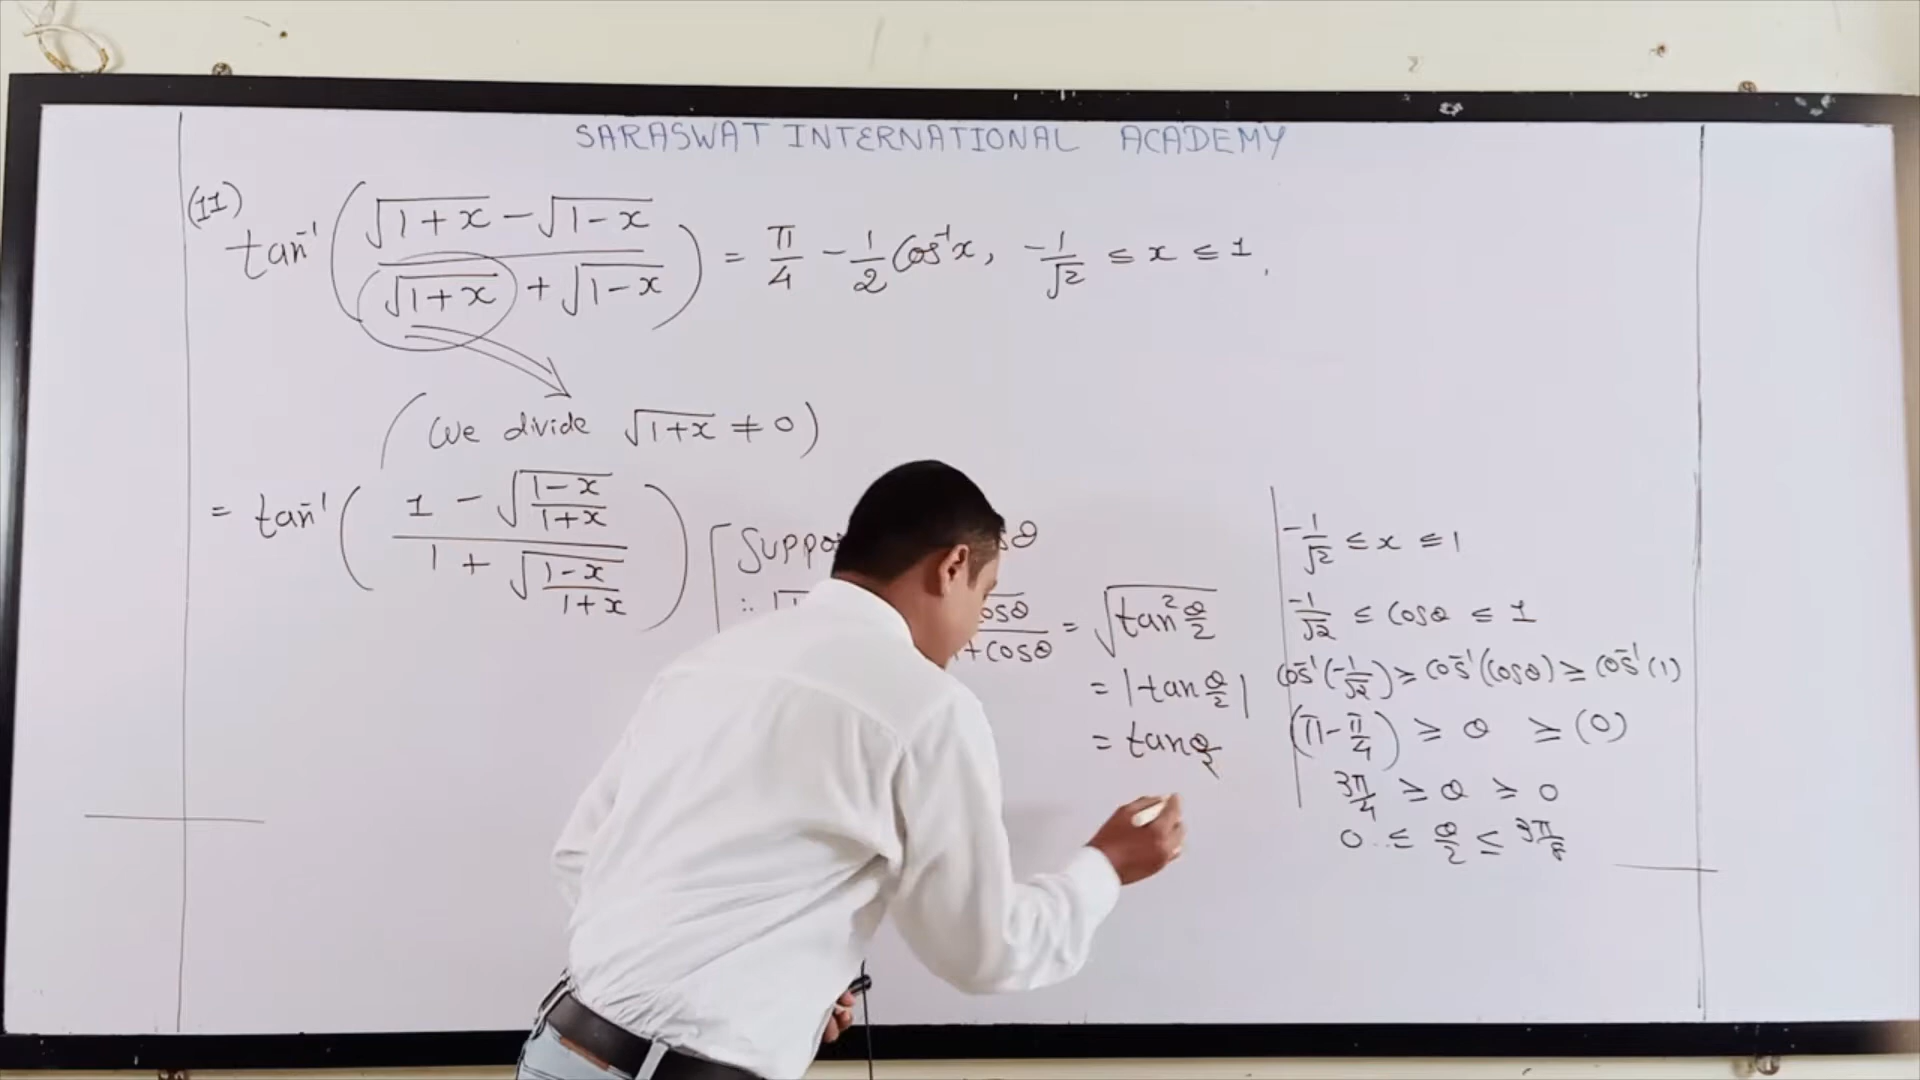 SARASWAT INTERNATIONAL ACADEMY
(11) tan⁻¹ ( (√(1+x) − √(1−x)) / (√(1+x) + √(1−x)) ) = π/4 − 1/2 Cos⁻¹x, −1/√2 ≤ x ≤ 1,
(We divide √(1+x) ≠ 0)
= tan⁻¹ ( (1 − √((1−x)/(1+x))) / (1 + √((1−x)/(1+x))) )
θ
∴ cosθ / +cosθ = √(tan² θ/2)
= |tan θ/2|
= tan θ/2
−1/√2 ≤ x ≤ 1
−1/√2 ≤ Cosθ ≤ 1
Cos⁻¹(−1/√2) ≥ Cos⁻¹(Cosθ) ≥ Cos⁻¹(1)
(π − π/4) ≥ θ ≥ (0)
3π/4 ≥ θ ≥ 0
0 ≤ θ/2 ≤ 3π/8